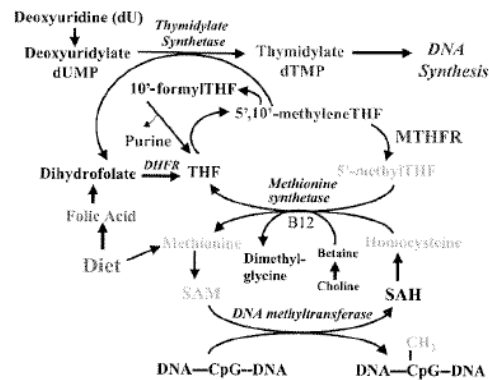 Deoxyuridine (dU)
Thymidylate
Synthetase
Deoxyuridylate
dUMP
Thymidylate
dTMP
DNA
Synthesis
10'-formylTHF
5',10'-methyleneTHF
Purine
MTHFR
Dihydrofolate
DHFR
THF
5'-methylTHF
Methionine
synthetase
Folic Acid
B12
Methionine
Homocysteine
Diet
Dimethyl-
glycine
Betaine
Choline
SAM
SAH
DNA methyltransferase
CH3
DNA—CpG--DNA
DNA—CpG—DNA